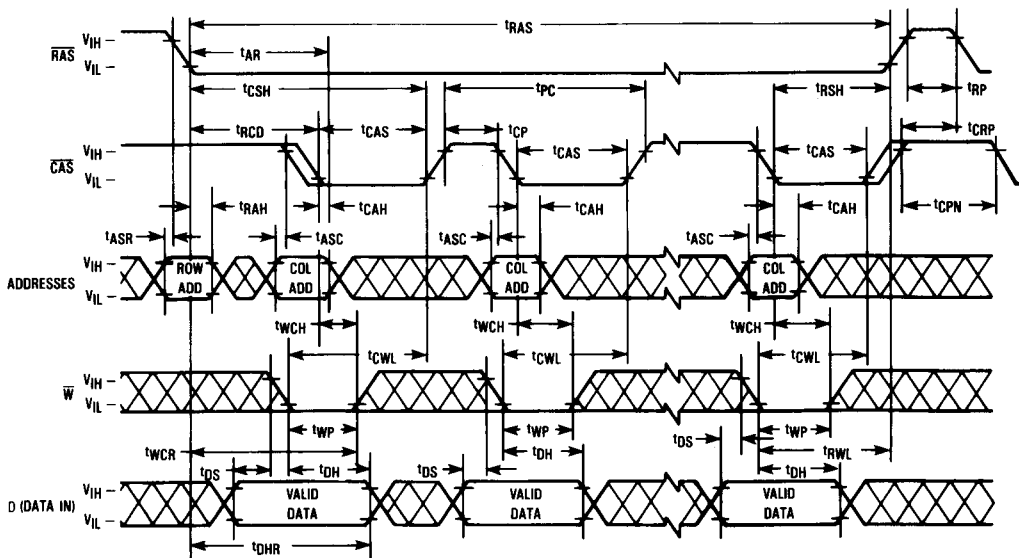 tRAS
RAS
VIH –
VIL –
tAR
tCSH
tPC
tRSH
tRP
tRCD
tCAS
tCP
tCRP
CAS
VIH –
VIL –
tCAS
tCAS
tRAH
tCAH
tCAH
tCAH
tCPN
tASR
tASC
tASC
tASC
ADDRESSES
VIH –
VIL –
ROW ADD
COL ADD
COL ADD
COL ADD
tWCH
tWCH
tWCH
tCWL
tCWL
tCWL
W
VIH –
VIL –
tWP
tWP
tWP
tWCR
tDS
tDH
tDS
tDH
tDS
tRWL
tDH
D (DATA IN)
VIH –
VIL –
VALID DATA
VALID DATA
VALID DATA
tDHR